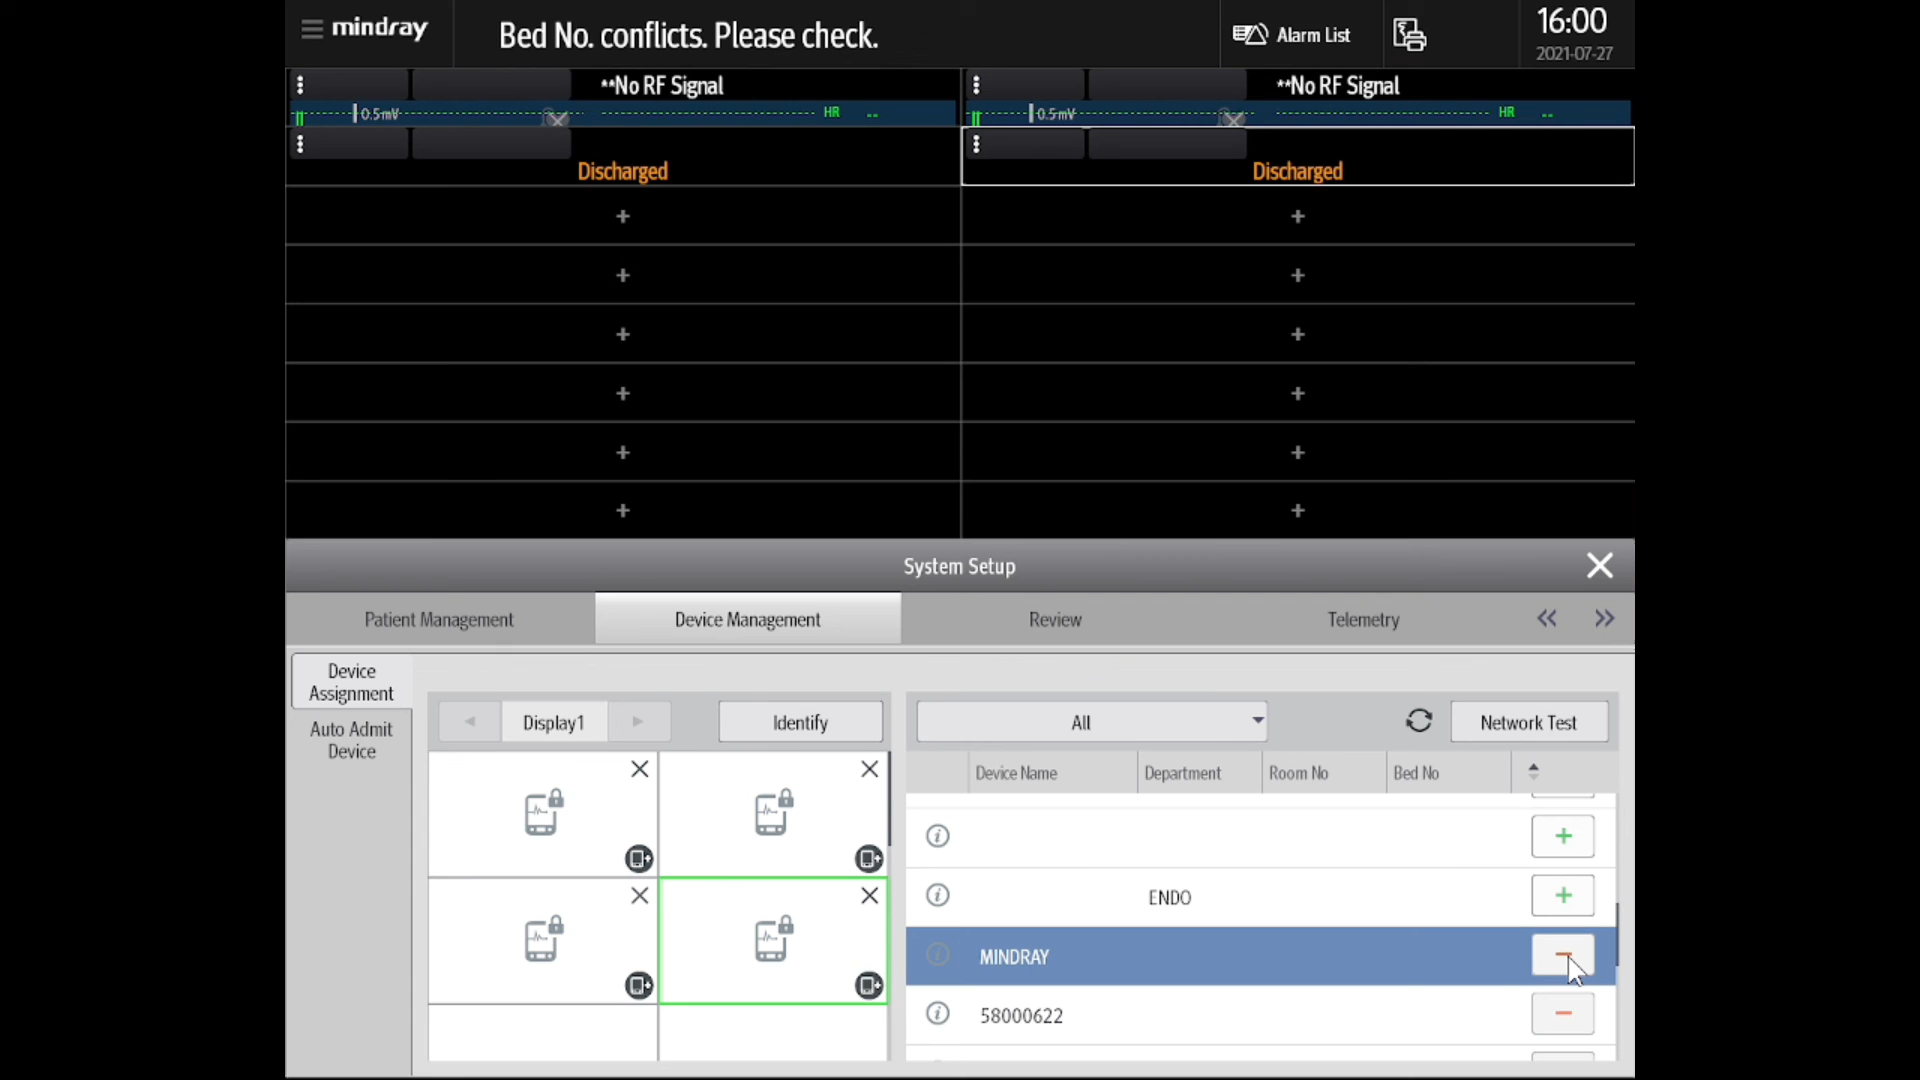 mindray
Bed No. conflicts. Please check.
Alarm List
16:00
2021-07-27
**No RF Signal
**No RF Signal
0.5mV
HR --
0.5mV
HR --
Discharged
Discharged
System Setup
Patient Management
Device Management
Review
Telemetry
Device
Assignment
Auto Admit
Device
Display1
Identify
All
Network Test
Device Name
Department
Room No
Bed No
ENDO
MINDRAY
58000622